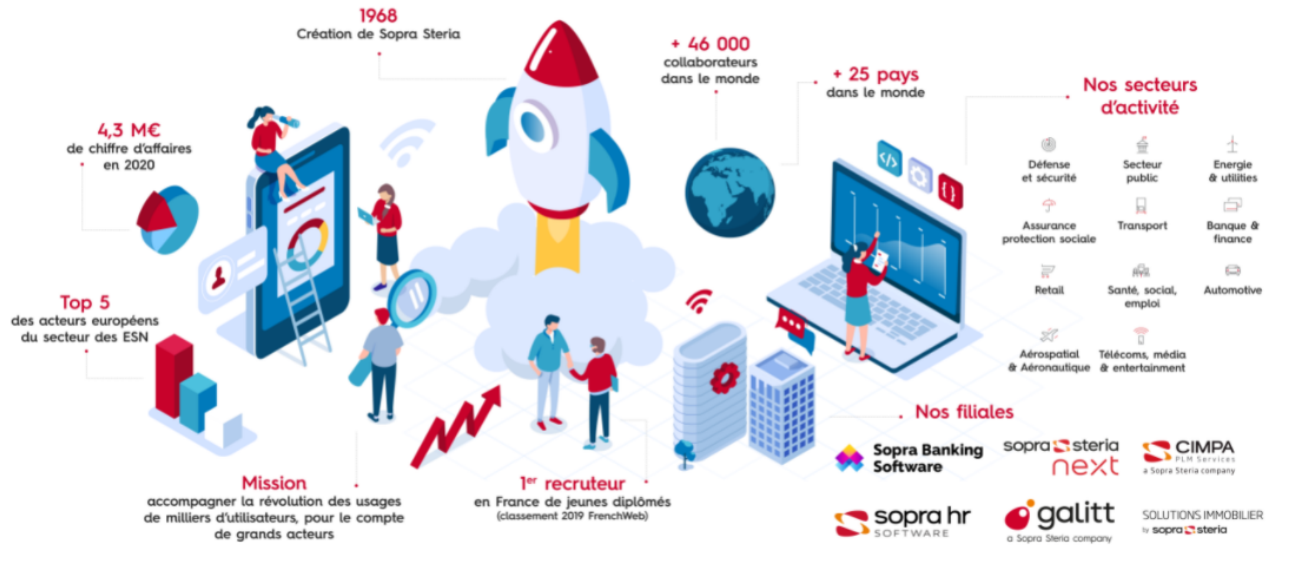 1968
Création de Sopra Steria
+ 46 000
collaborateurs
dans le monde
+ 25 pays
dans le monde
4,3 M€
de chiffre d'affaires
en 2020
Top 5
des acteurs européens
du secteur des ESN
Mission
accompagner la révolution des usages
de milliers d'utilisateurs, pour le compte
de grands acteurs
1er recruteur
en France de jeunes diplômés
(classement 2019 FrenchWeb)
Nos secteurs
d'activité
Défense
et sécurité
Secteur
public
Energie
& utilities
Assurance
protection sociale
Transport
Banque &
finance
Retail
Santé, social,
emploi
Automotive
Aérospatial
& Aéronautique
Télécoms, média
& entertainment
Nos filiales
Sopra Banking
Software
sopra steria
next
CIMPA
PLM Services
a Sopra Steria company
sopra hr
SOFTWARE
galitt
a Sopra Steria company
SOLUTIONS IMMOBILIER
by sopra steria